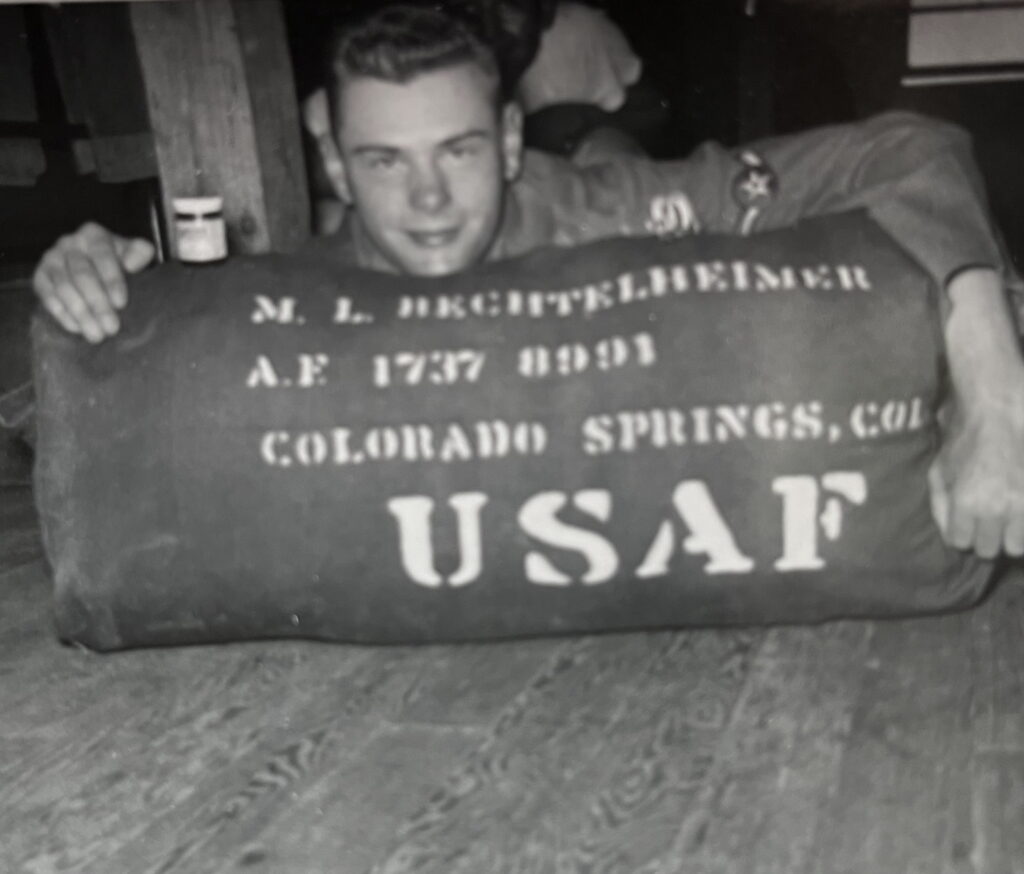 M. L. BECHTELHEIMER
A.F 1737 8991
COLORADO SPRINGS, COL
USAF